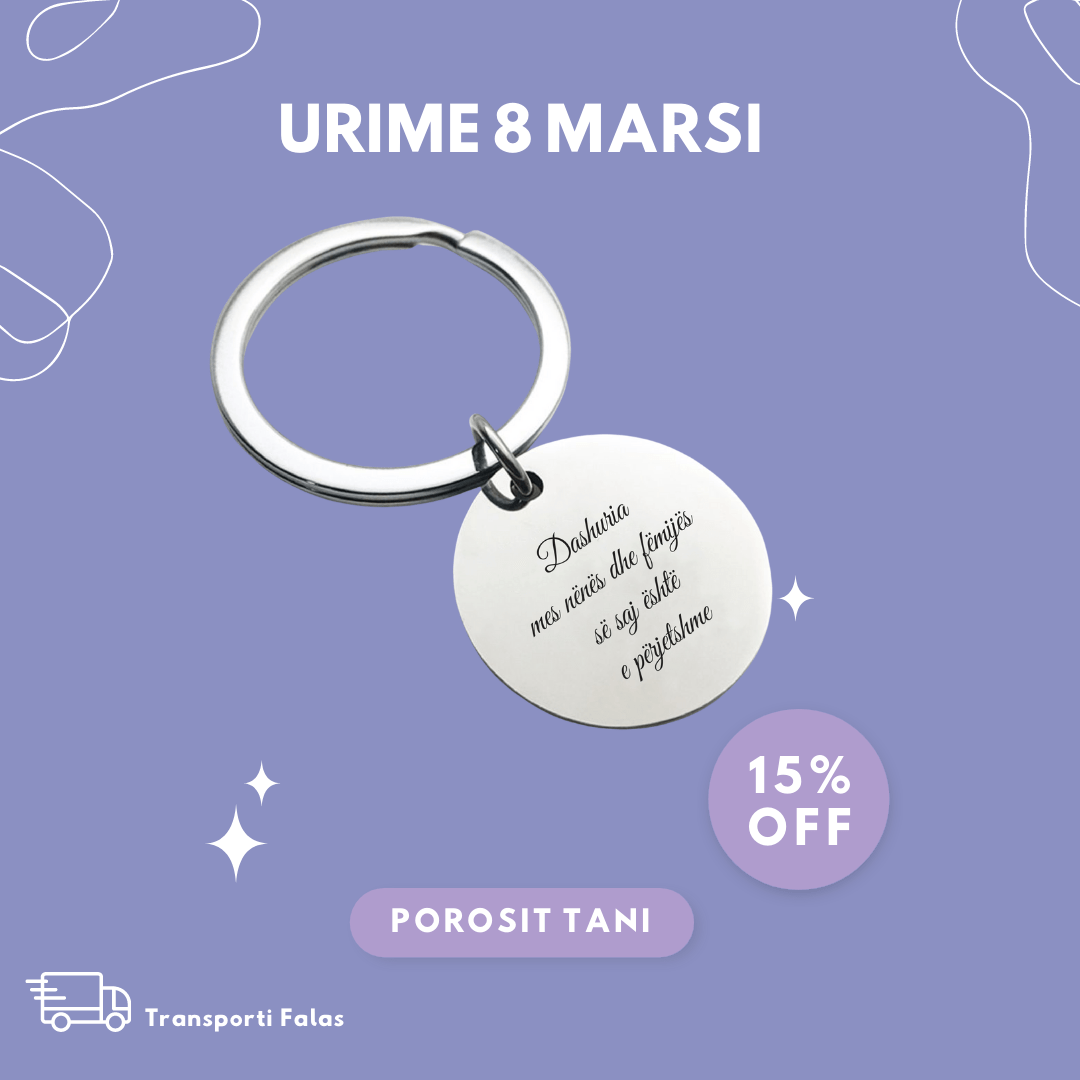 URIME 8 MARSI
Dashuria
mes nënës dhe fëmijës
së saj është
e përjetshme
15%
OFF
POROSIT TANI
Transporti Falas